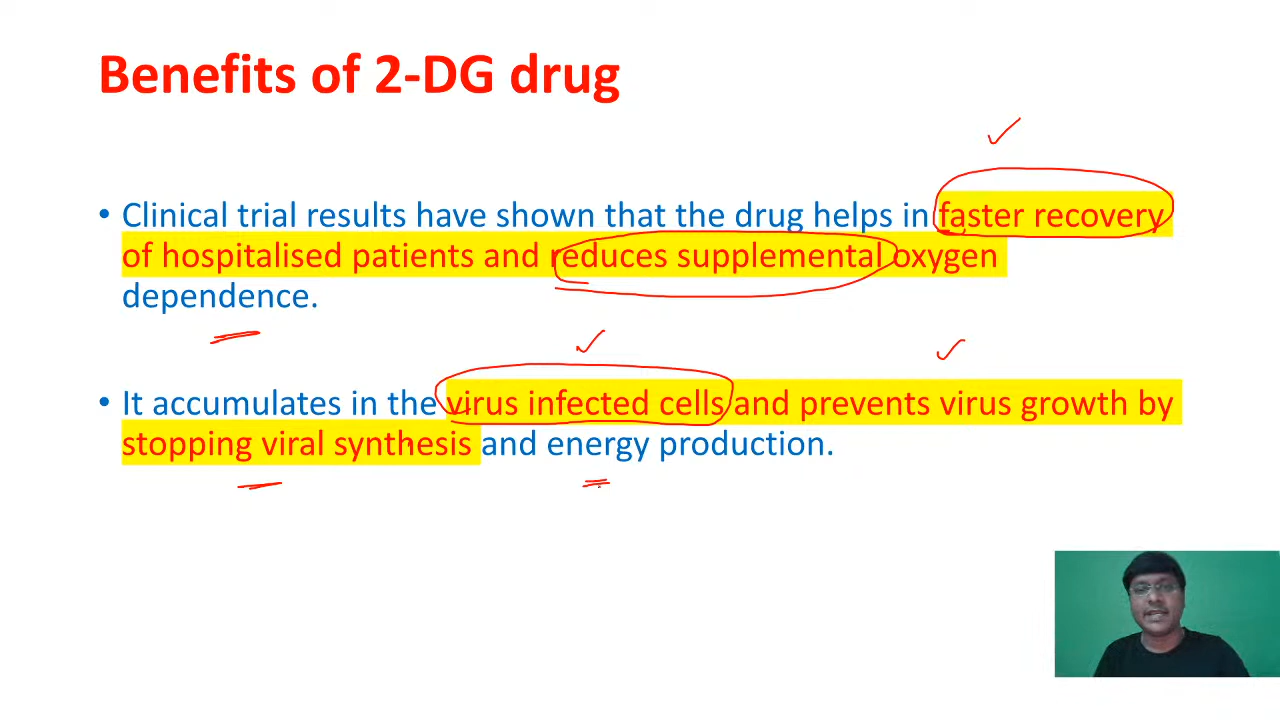 Benefits of 2-DG drug
• Clinical trial results have shown that the drug helps in faster recovery
of hospitalised patients and reduces supplemental oxygen
dependence.
• It accumulates in the virus infected cells and prevents virus growth by
stopping viral synthesis and energy production.